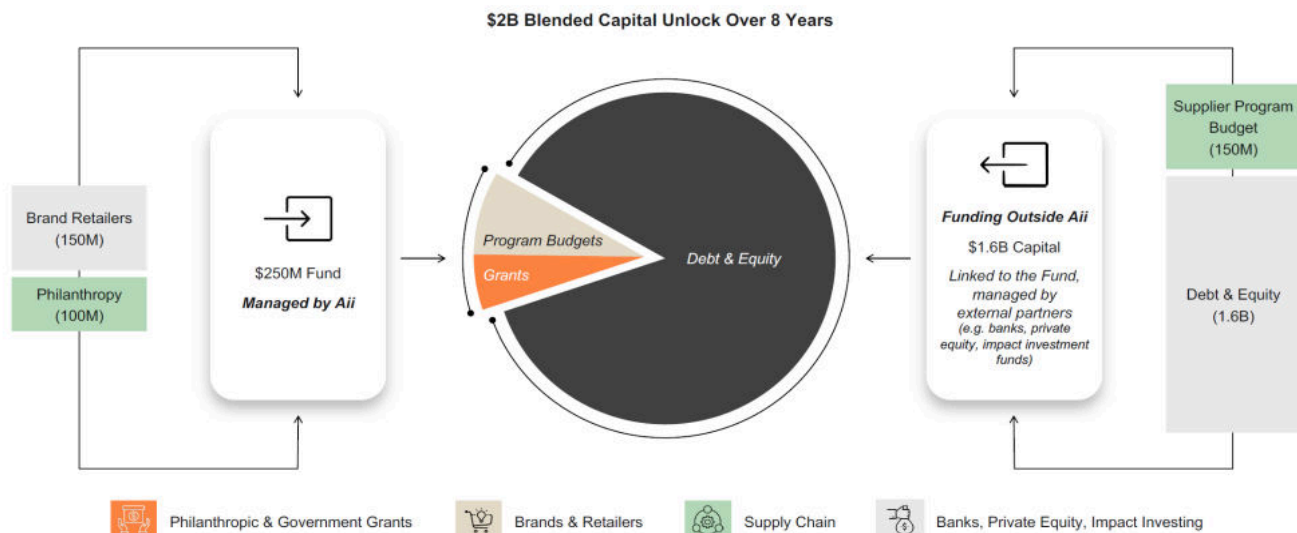 $2B Blended Capital Unlock Over 8 Years
Brand Retailers
(150M)
Philanthropy
(100M)
$250M Fund
Managed by Aii
Program Budgets
Grants
Debt & Equity
Funding Outside Aii
$1.6B Capital
Linked to the Fund,
managed by
external partners
(e.g. banks, private
equity, impact investment
funds)
Supplier Program
Budget
(150M)
Debt & Equity
(1.6B)
Philanthropic & Government Grants
Brands & Retailers
Supply Chain
Banks, Private Equity, Impact Investing